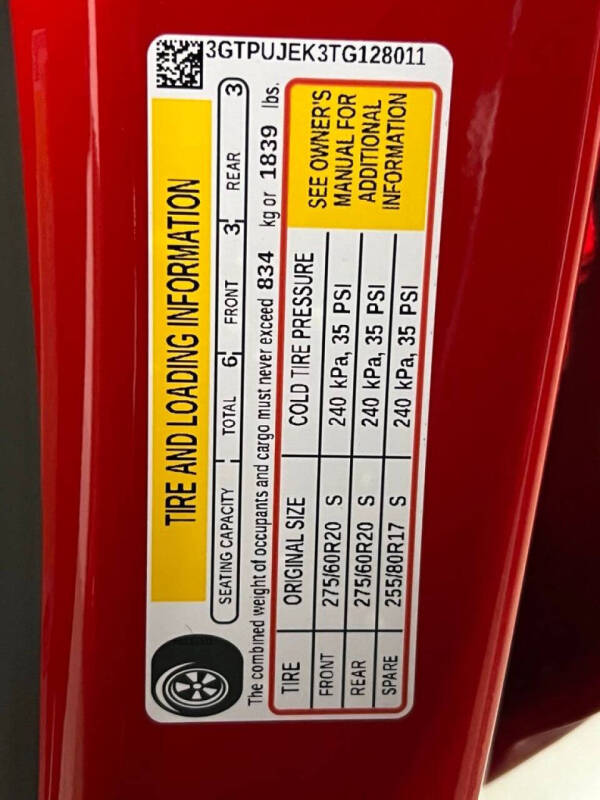 3GTPUJEK3TG128011
TIRE AND LOADING INFORMATION
SEATING CAPACITY TOTAL 6 FRONT 3 REAR 3
The combined weight of occupants and cargo must never exceed 834 kg or 1839 lbs.
TIRE ORIGINAL SIZE COLD TIRE PRESSURE
FRONT 275/60R20 S 240 kPa, 35 PSI
REAR 275/60R20 S 240 kPa, 35 PSI
SPARE 255/80R17 S 240 kPa, 35 PSI
SEE OWNER'S
MANUAL FOR
ADDITIONAL
INFORMATION